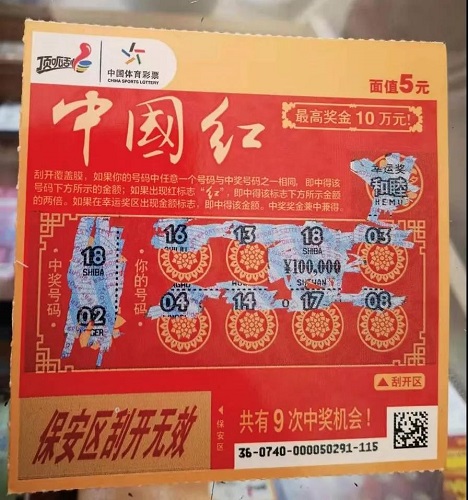 顶呱刮
中国体育彩票
CHINA SPORTS LOTTERY
面值5元
中國红
最高奖金10万元!
刮开覆盖膜，如果你的号码中任意一个号码与中奖号码之一相同，即中得该
号码下方所示的金额；如果出现红标志“红”，即中得该标志下方所示金额
的两倍。如果在幸运奖区出现金额标志，即中得该金额。中奖奖金兼中兼得。
幸运奖
和睦
HEMU
中奖号码
18
SHIBA
02
你的号码
16 13 18 03
SHIBA
¥100,000
04 14 17 08
刮开区
保安区刮开无效
保安区
共有9次中奖机会!
36-0740-000050291-115